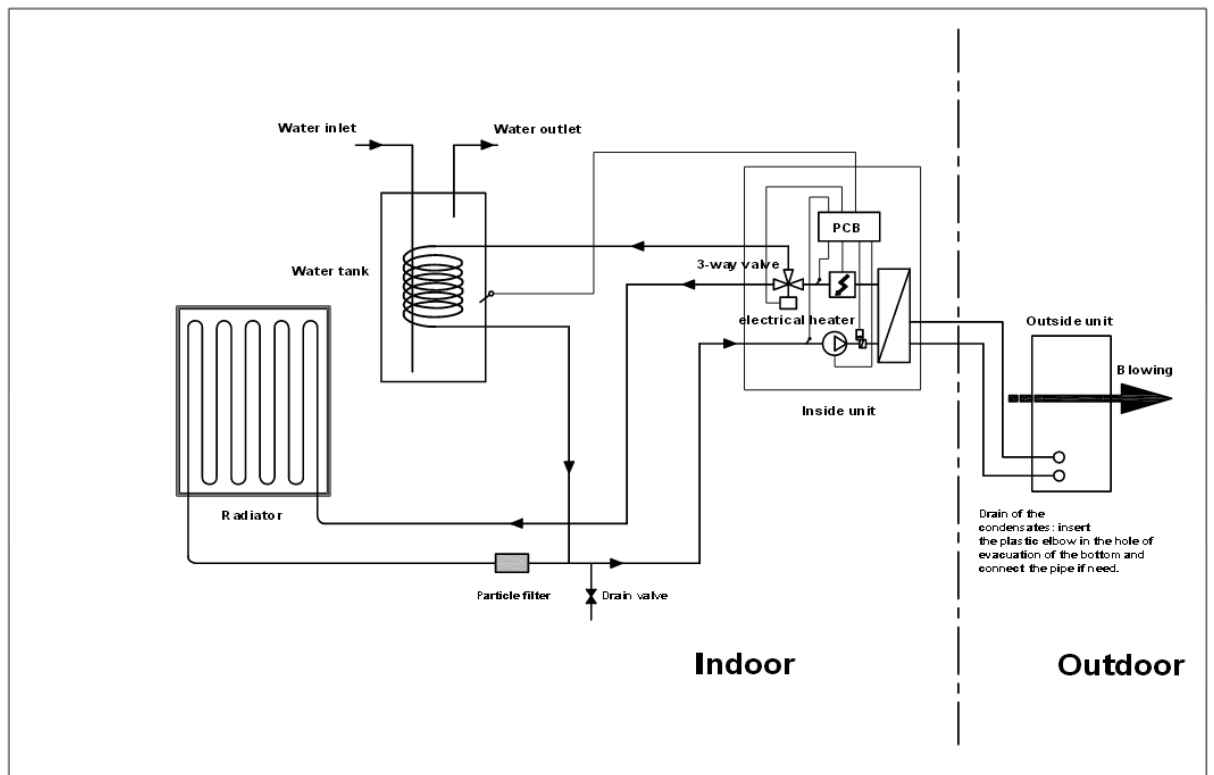 Water inlet
Water outlet
PCB
3-way valve
Water tank
electrical heater
Outside unit
Blowing
Inside unit
Radiator
Drain of the
condensates: insert
the plastic elbow in the hole of
evacuation of the bottom and
connect the pipe if need.
Particle filter
Drain valve
Indoor
Outdoor